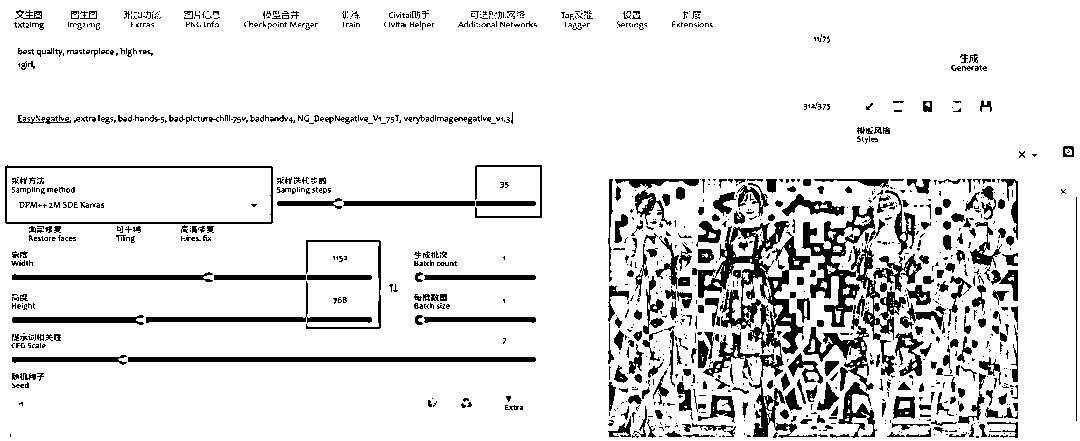 文生图 图生图 附加功能 图片信息 模型合并 训练 Civitai助手 可选附加网络 Tag反推 设置 扩展
txt2img img2img Extras PNG Info Checkpoint Merger Train Civitai Helper Additional Networks Tagger Settings Extensions
11/75
best quality, masterpiece, high res,
1girl,
生成
Generate
312/375
EasyNegative, ,extra legs, bad-hands-5, bad-picture-chill-75v, badhandv4, NG_DeepNegative_V1_75T, verybadimagenegative_v1.3,
模板风格
Styles
采样方法
Sampling method
DPM++ 2M SDE Karras
采样迭代步数
Sampling steps
35
面部修复 可平铺 高清修复
Restore faces Tiling Hires. fix
宽度
Width
1152
生成批次
Batch count
1
高度
Height
768
每批数量
Batch size
1
提示词相关性
CFG Scale
7
随机种子
Seed
-1
Extra